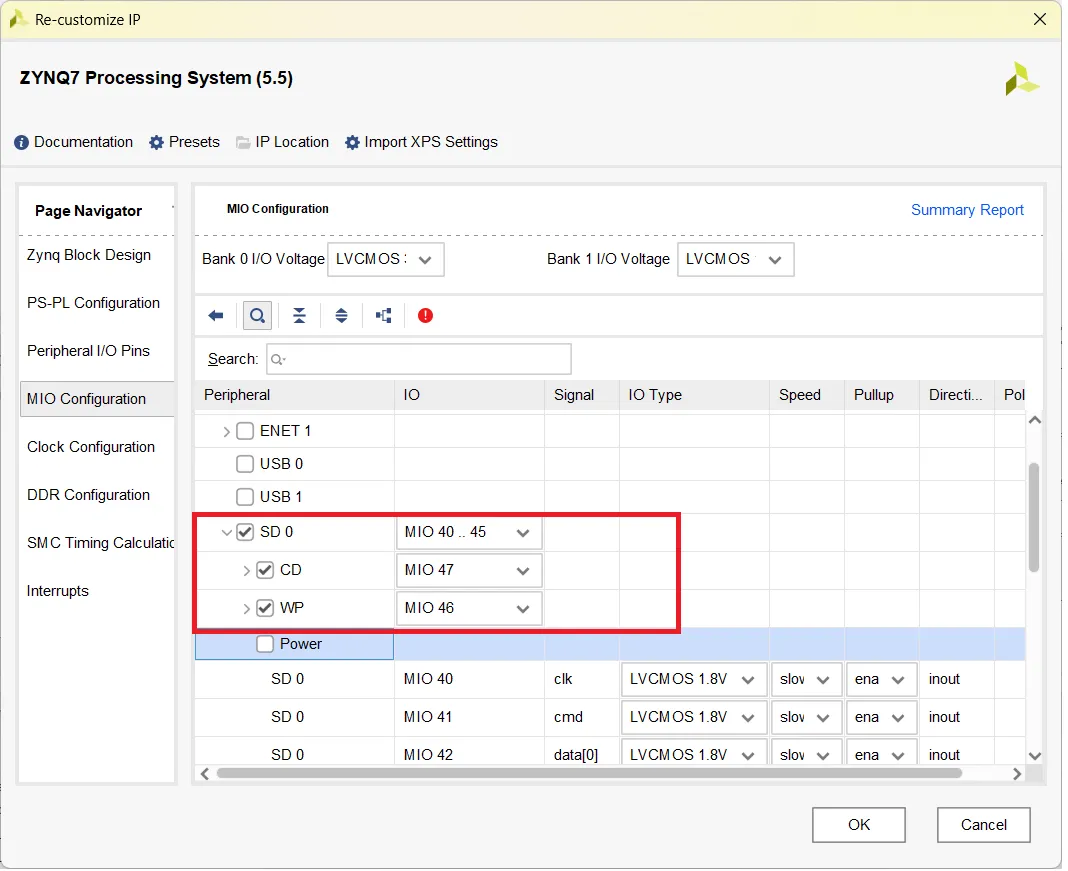 Re-customize IP
ZYNQ7 Processing System (5.5)
Documentation Presets IP Location Import XPS Settings
Page Navigator
Zynq Block Design
PS-PL Configuration
Peripheral I/O Pins
MIO Configuration
Clock Configuration
DDR Configuration
SMC Timing Calculatio
Interrupts
MIO Configuration
Summary Report
Bank 0 I/O Voltage LVCMOS Bank 1 I/O Voltage LVCMOS
Search:
Peripheral IO Signal IO Type Speed Pullup Directi... Pol
ENET 1
USB 0
USB 1
SD 0 MIO 40 .. 45
CD MIO 47
WP MIO 46
Power
SD 0 MIO 40 clk LVCMOS 1.8V slov ena inout
SD 0 MIO 41 cmd LVCMOS 1.8V slov ena inout
SD 0 MIO 42 data[0] LVCMOS 1.8V slov ena inout
OK Cancel